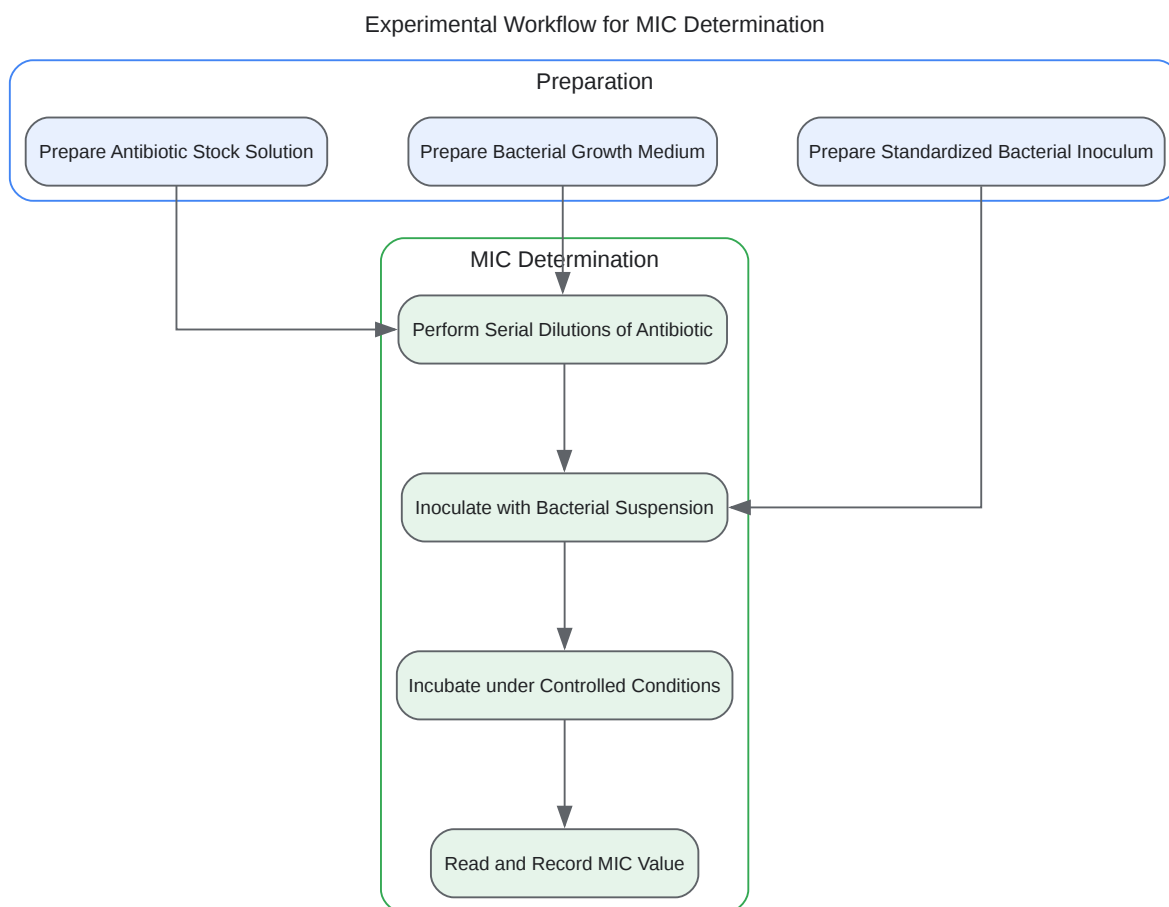 Experimental Workflow for MIC Determination
Preparation
Prepare Antibiotic Stock Solution
Prepare Bacterial Growth Medium
Prepare Standardized Bacterial Inoculum
MIC Determination
Perform Serial Dilutions of Antibiotic
Inoculate with Bacterial Suspension
Incubate under Controlled Conditions
Read and Record MIC Value